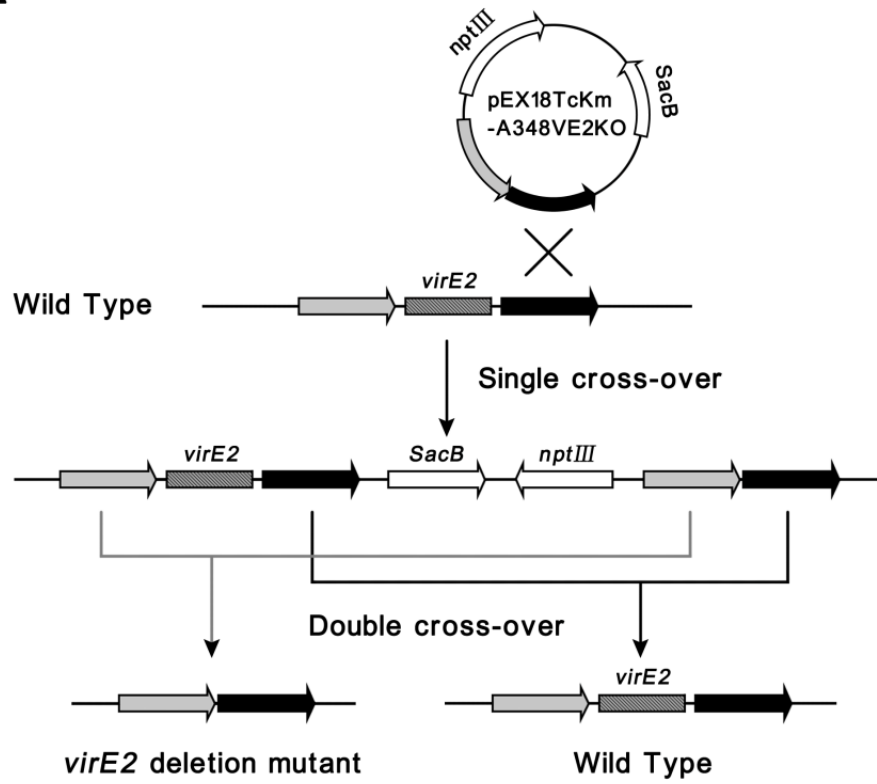 nptIII
SacB
pEX18TcKm
-A348VE2KO
virE2
Wild Type
Single cross-over
virE2 SacB nptIII
Double cross-over
virE2
virE2 deletion mutant Wild Type